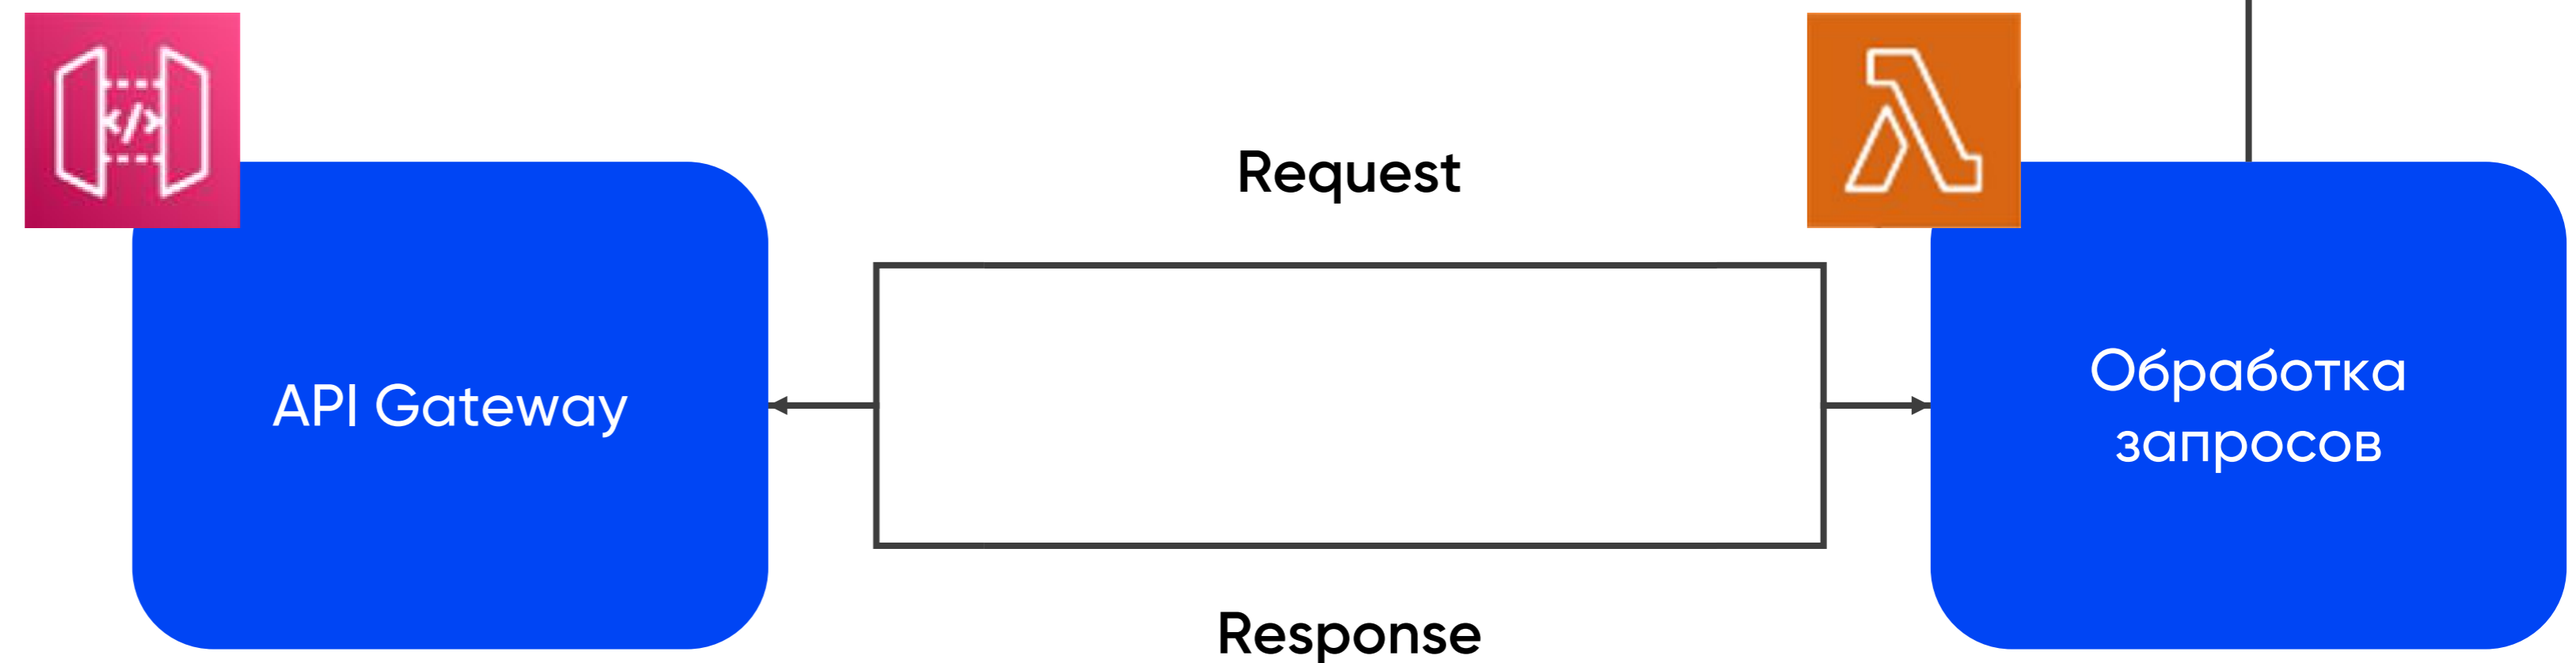 Request
API Gateway
Обработка
запросов
Response